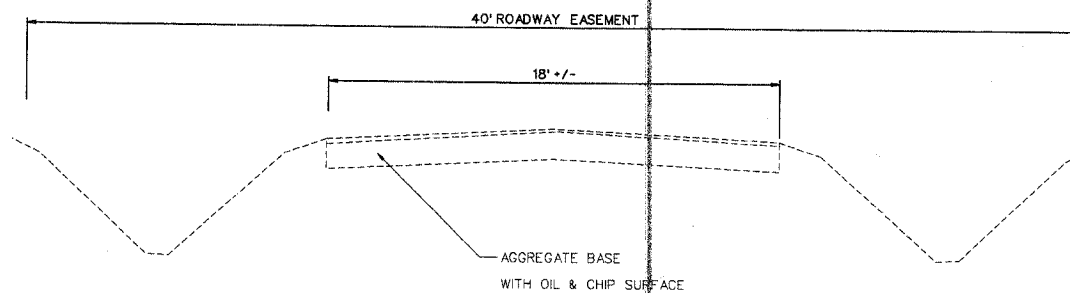 40' ROADWAY EASEMENT
18' +/-
AGGREGATE BASE
WITH OIL & CHIP SURFACE